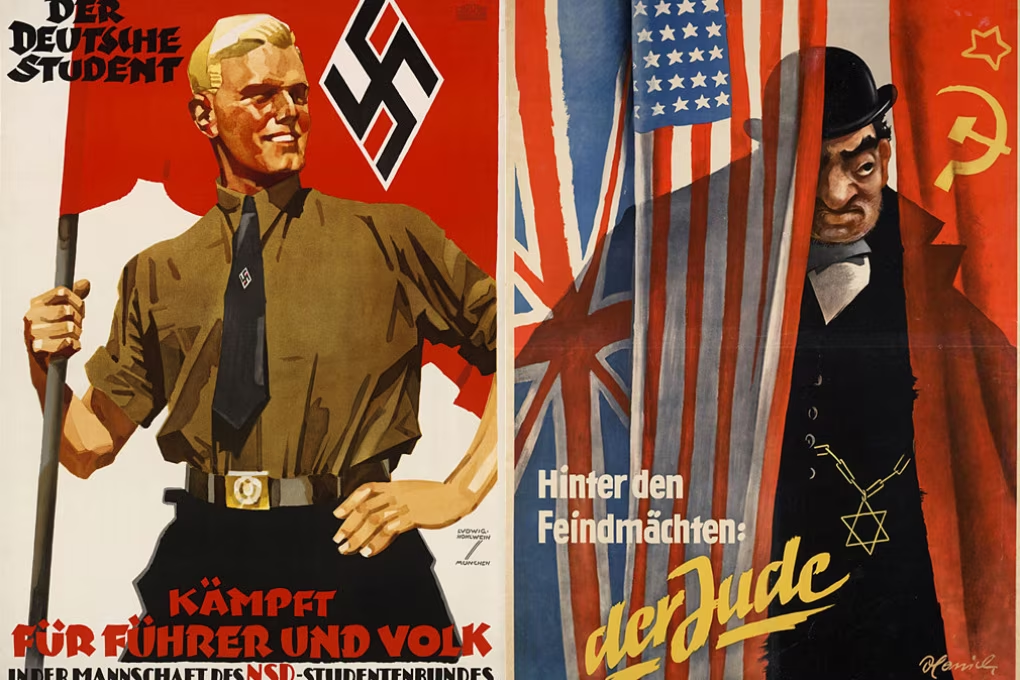 DER
DEUTSCHE
STUDENT
LUDWIG
HOHLWEIN
MÜNCHEN
KÄMPFT
FÜR FÜHRER UND VOLK
IN DER MANNSCHAFT DES NSD-STUDENTENBUNDES
Hinter den
Feindmächten:
der Jude